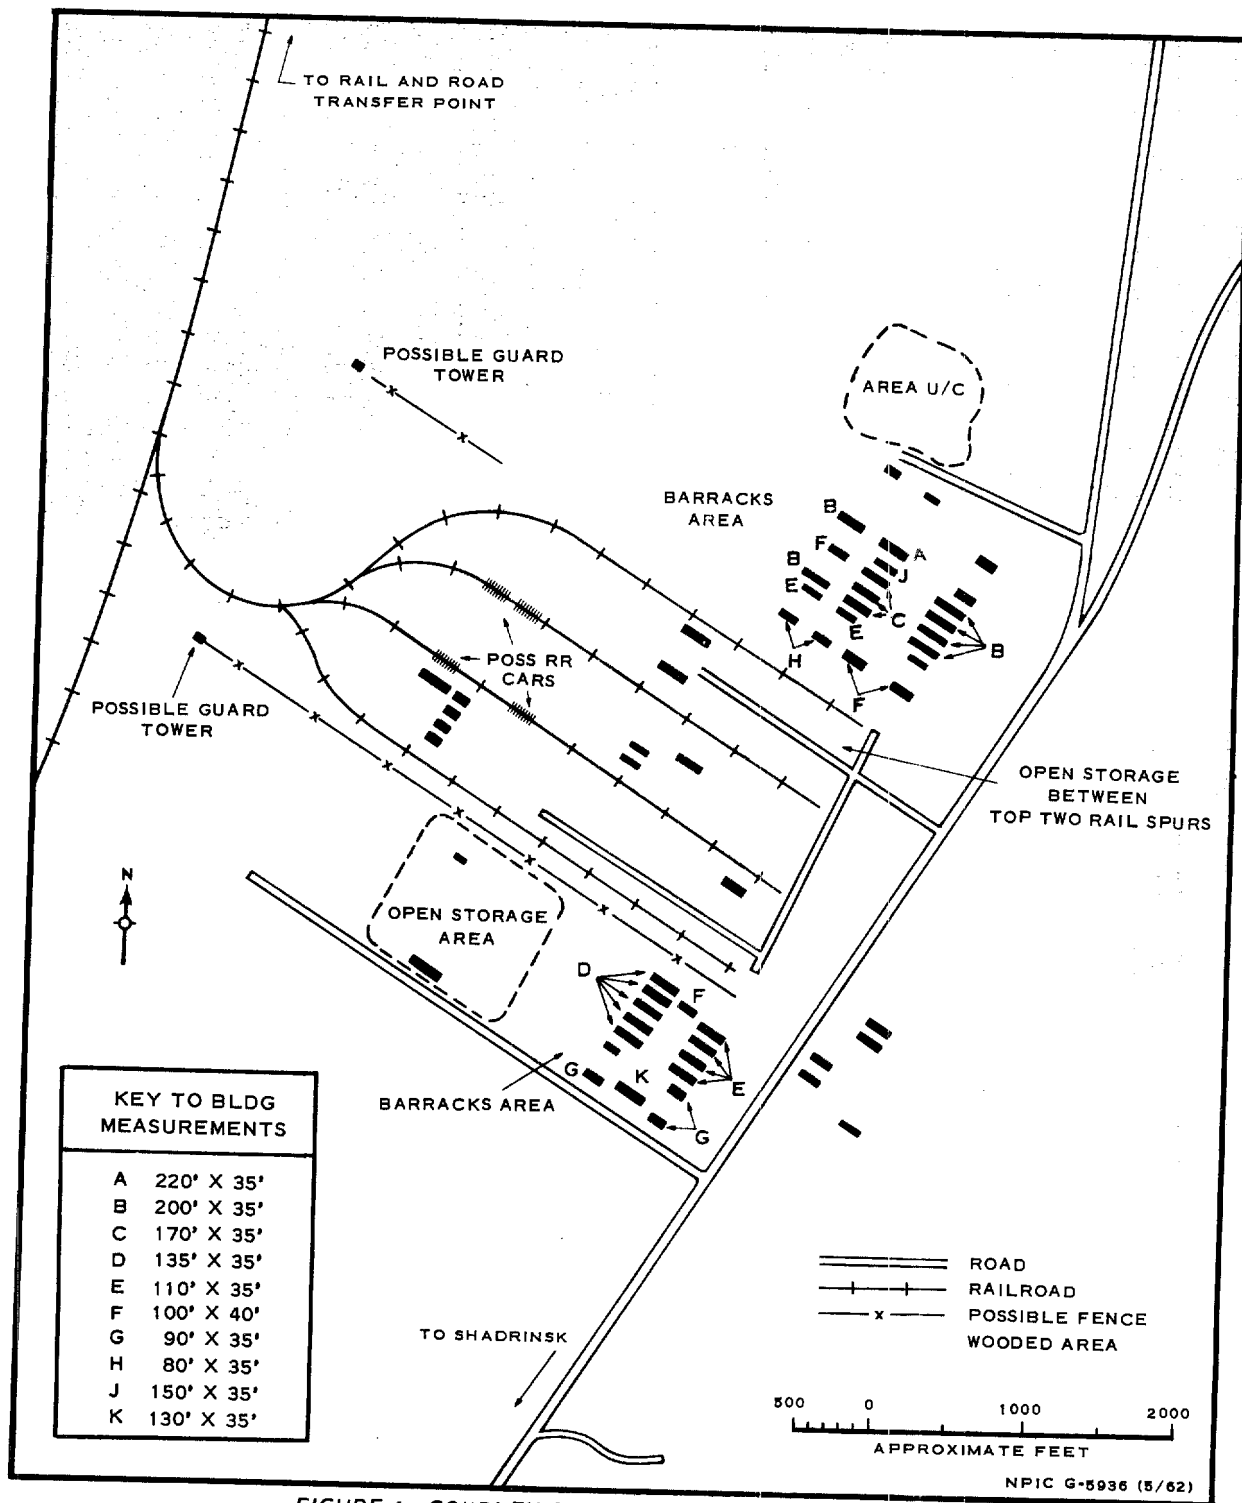 TO RAIL AND ROAD
TRANSFER POINT
POSSIBLE GUARD
TOWER
AREA U/C
BARRACKS
AREA
B
F
A
B
J
E
C
E
H
B
F
POSS RR
CARS
POSSIBLE GUARD
TOWER
OPEN STORAGE
BETWEEN
TOP TWO RAIL SPURS
N
OPEN STORAGE
AREA
D
F
G
K
E
BARRACKS AREA
G
KEY TO BLDG
MEASUREMENTS
A 220' X 35'
B 200' X 35'
C 170' X 35'
D 135' X 35'
E 110' X 35'
F 100' X 40'
G 90' X 35'
H 80' X 35'
J 150' X 35'
K 130' X 35'
TO SHADRINSK
ROAD
RAILROAD
x POSSIBLE FENCE
WOODED AREA
500 0 1000 2000
APPROXIMATE FEET
NPIC G-5936 (5/62)